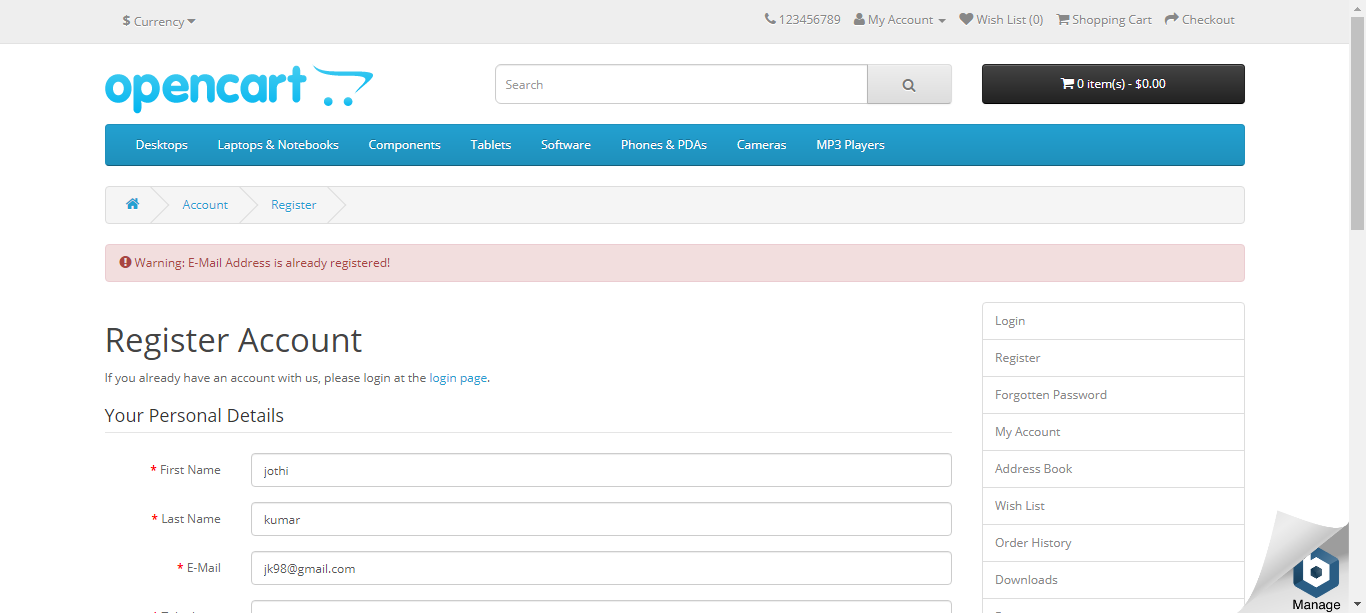 $ Currency
123456789 My Account Wish List (0) Shopping Cart Checkout
opencart
Search
0 item(s) - $0.00
Desktops Laptops & Notebooks Components Tablets Software Phones & PDAs Cameras MP3 Players
Account Register
Warning: E-Mail Address is already registered!
Register Account
If you already have an account with us, please login at the login page.
Your Personal Details
* First Name jothi
* Last Name kumar
* E-Mail jk98@gmail.com
Login
Register
Forgotten Password
My Account
Address Book
Wish List
Order History
Downloads
Manage